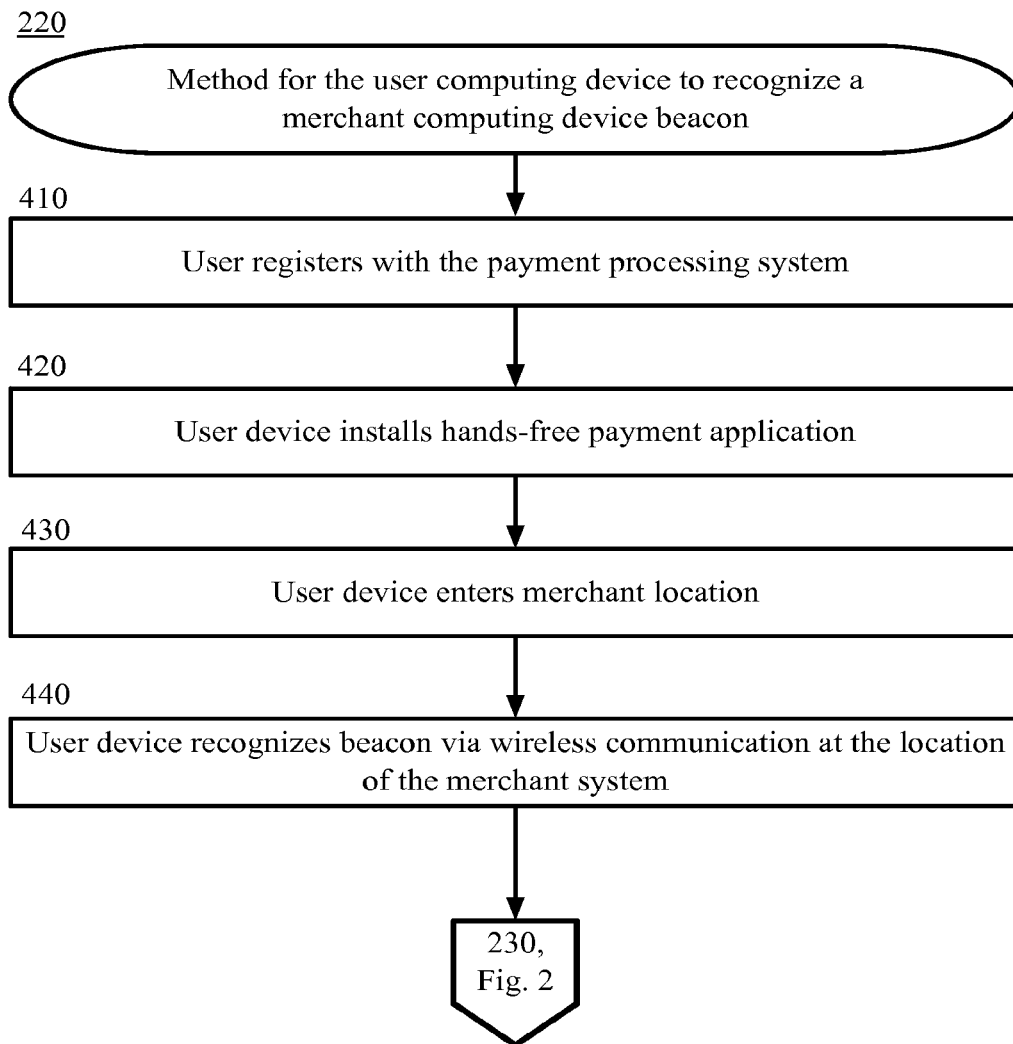 220
Method for the user computing device to recognize a
merchant computing device beacon
410
User registers with the payment processing system
420
User device installs hands-free payment application
430
User device enters merchant location
440
User device recognizes beacon via wireless communication at the location
of the merchant system
230,
Fig. 2